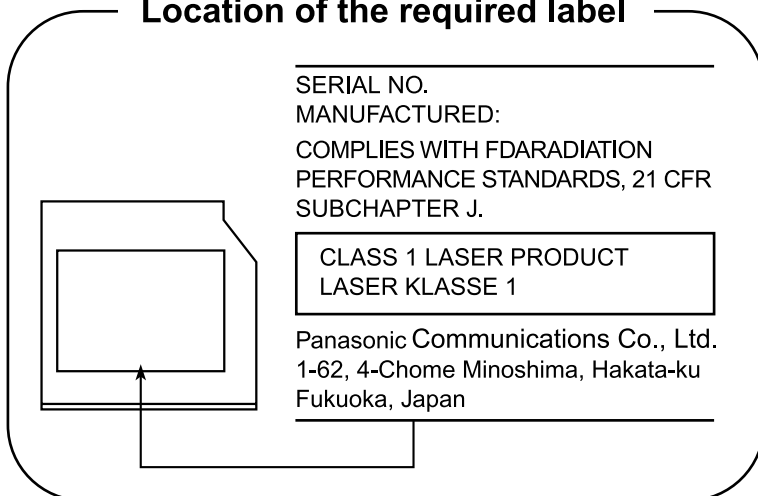 Location of the required label
SERIAL NO.
MANUFACTURED:
COMPLIES WITH FDARADIATION
PERFORMANCE STANDARDS, 21 CFR
SUBCHAPTER J.
CLASS 1 LASER PRODUCT
LASER KLASSE 1
Panasonic Communications Co., Ltd.
1-62, 4-Chome Minoshima, Hakata-ku
Fukuoka, Japan